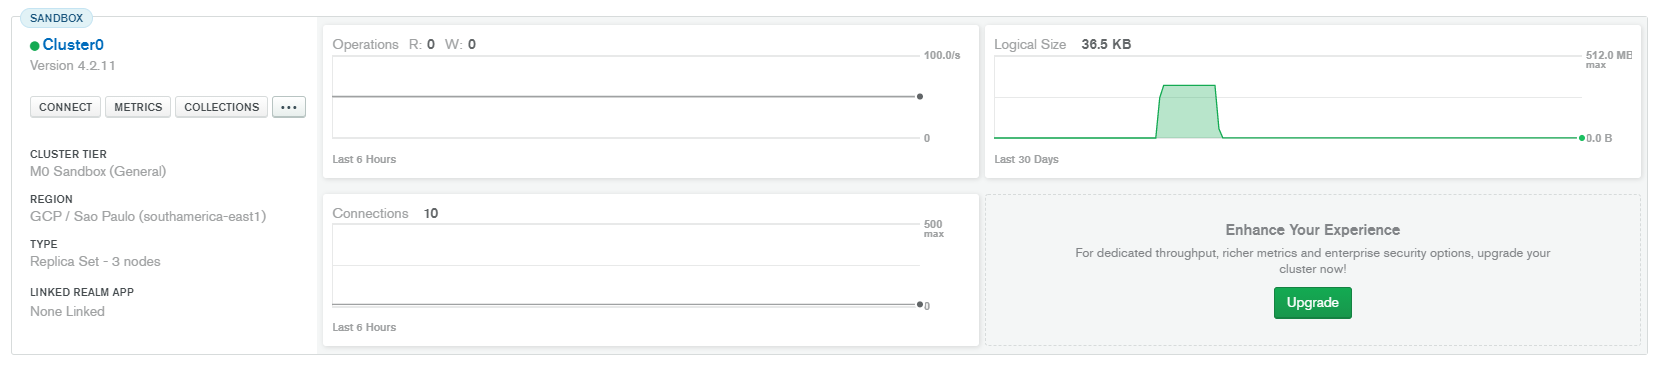 SANDBOX
Cluster0
Version 4.2.11
CONNECT METRICS COLLECTIONS ...
CLUSTER TIER
M0 Sandbox (General)
REGION
GCP / Sao Paulo (southamerica-east1)
TYPE
Replica Set - 3 nodes
LINKED REALM APP
None Linked
Operations R: 0 W: 0
100.0/s
0
Last 6 Hours
Logical Size 36.5 KB
512.0 MB
max
0.0 B
Last 30 Days
Connections 10
500
max
0
Last 6 Hours
Enhance Your Experience
For dedicated throughput, richer metrics and enterprise security options, upgrade your
cluster now!
Upgrade